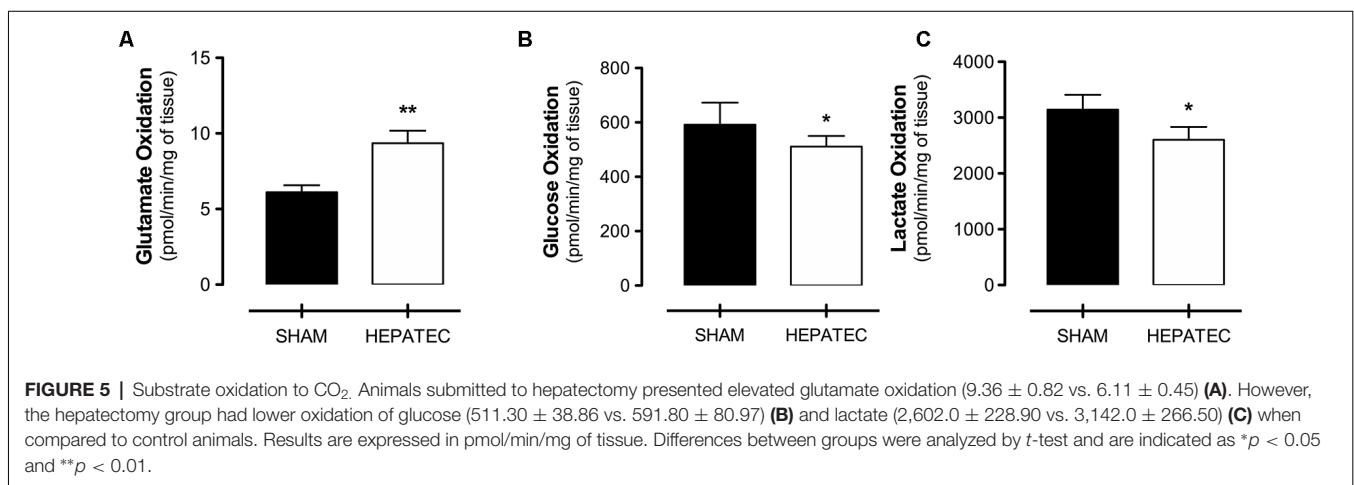 A
Glutamate Oxidation
(pmol/min/mg of tissue)
15
10
5
0
**
SHAM HEPATEC
B
Glucose Oxidation
(pmol/min/mg of tissue)
800
600
400
200
0
*
SHAM HEPATEC
C
Lactate Oxidation
(pmol/min/mg of tissue)
4000
3000
2000
1000
0
*
SHAM HEPATEC
FIGURE 5 | Substrate oxidation to CO₂. Animals submitted to hepatectomy presented elevated glutamate oxidation (9.36 ± 0.82 vs. 6.11 ± 0.45) (A). However,
the hepatectomy group had lower oxidation of glucose (511.30 ± 38.86 vs. 591.80 ± 80.97) (B) and lactate (2,602.0 ± 228.90 vs. 3,142.0 ± 266.50) (C) when
compared to control animals. Results are expressed in pmol/min/mg of tissue. Differences between groups were analyzed by t-test and are indicated as *p < 0.05
and **p < 0.01.